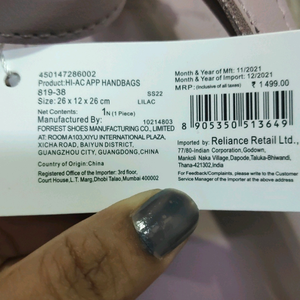 450147286002
Product: HI-AC APP HANDBAGS
819-38 SS22
Size: 26 x 12 x 26 cm LILAC
Net Quantity: 1N (1 Piece)
Manufactured By: 10214803
FORREST SHOES MANUFACTURING CO., LIMITED
AT; ROOM A103,XIYU INTERNATIONAL PLAZA,
XICHA ROAD, BAIYUN DISTRICT,
GUANGZHOU CITY, GUANGDONG, CHINA
Country of Origin: China
Registered Office of the Importer: 3rd floor,
Court House, L. T. Marg, Dhobi Talao, Mumbai 400002
Month & Year of Mft: 11/2021
Month & Year of Import: 12/2021
MRP: (Inclusive of all taxes) ₹ 1499.00
8 905350 513649
Imported by: Reliance Retail Ltd.,
77/80-Indian Corporation, Godown,
Mankoli Naka Village, Dapode, Taluka-Bhiwandi,
Thana-421302, India
For Feedback/Complaints, please write to the Customer
Service Manager of the Importer at the above address